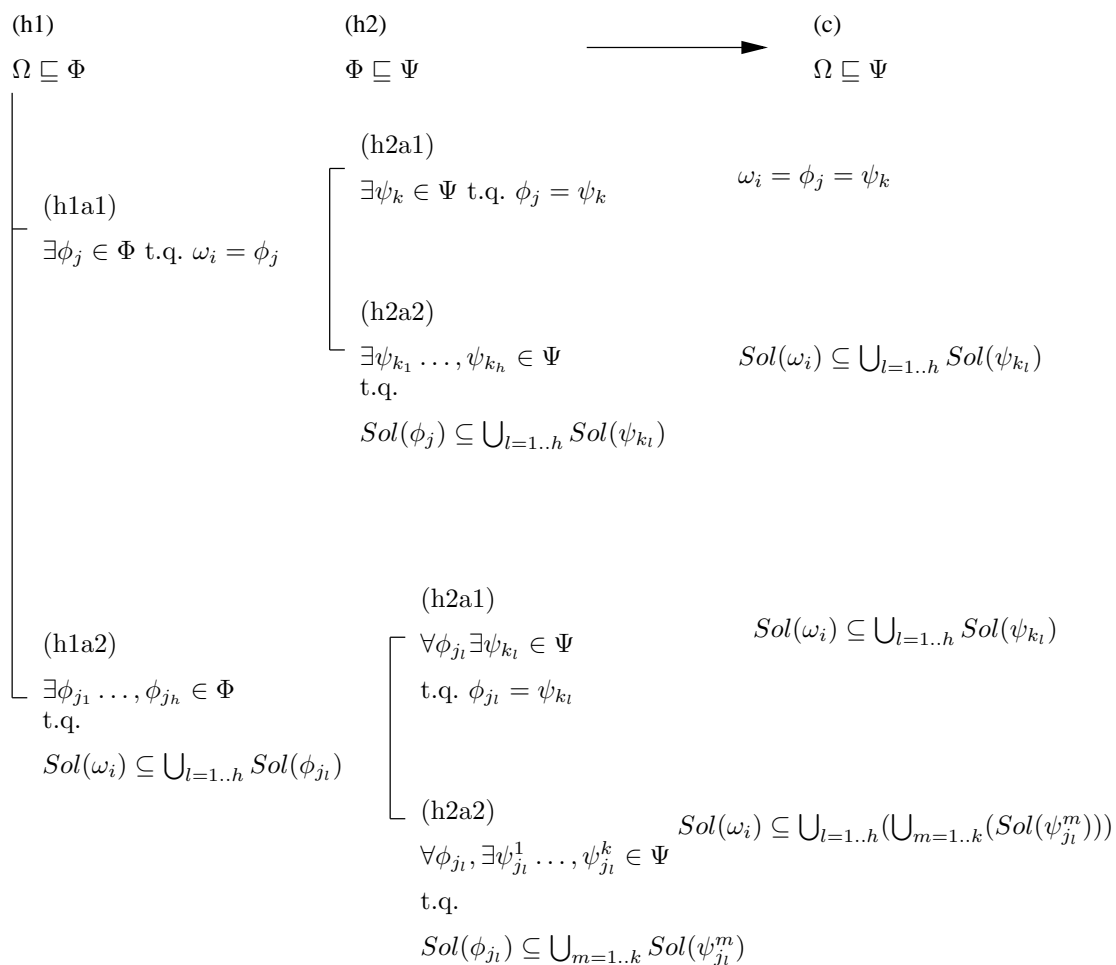 (h1) (h2) (c)
Ω ⊑ Φ Φ ⊑ Ψ Ω ⊑ Ψ
(h2a1)
∃ψ_k ∈ Ψ t.q. φ_j = ψ_k
ω_i = φ_j = ψ_k
(h1a1)
∃φ_j ∈ Φ t.q. ω_i = φ_j
(h2a2)
∃ψ_{k_1} …, ψ_{k_h} ∈ Ψ
t.q.
Sol(φ_j) ⊆ ⋃_{l=1..h} Sol(ψ_{k_l})
Sol(ω_i) ⊆ ⋃_{l=1..h} Sol(ψ_{k_l})
(h1a2)
∃φ_{j_1} …, φ_{j_h} ∈ Φ
t.q.
Sol(ω_i) ⊆ ⋃_{l=1..h} Sol(φ_{j_l})
(h2a1)
∀φ_{j_l} ∃ψ_{k_l} ∈ Ψ
t.q. φ_{j_l} = ψ_{k_l}
Sol(ω_i) ⊆ ⋃_{l=1..h} Sol(ψ_{k_l})
(h2a2)
∀φ_{j_l}, ∃ψ^1_{j_l} …, ψ^k_{j_l} ∈ Ψ
t.q.
Sol(φ_{j_l}) ⊆ ⋃_{m=1..k} Sol(ψ^m_{j_l})
Sol(ω_i) ⊆ ⋃_{l=1..h}(⋃_{m=1..k}(Sol(ψ^m_{j_l})))